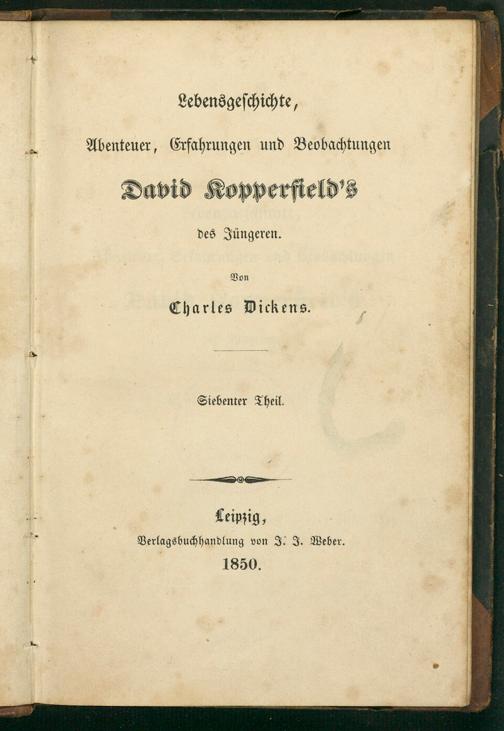 Lebensgeschichte,
Abenteuer, Erfahrungen und Beobachtungen
David Kopperfield's
des Jüngeren.
Von
Charles Dickens.
Siebenter Theil.
Leipzig,
Verlagsbuchhandlung von J. J. Weber.
1850.